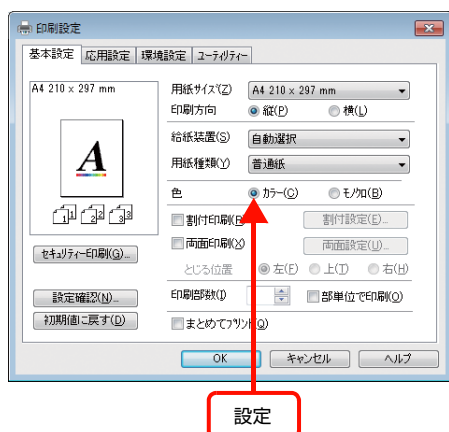 印刷設定
基本設定 応用設定 環境設定 ユーティリティー
A4 210 x 297 mm
用紙サイズ(Z) A4 210 x 297 mm
印刷方向 縦(P) 横(L)
給紙装置(S) 自動選択
用紙種類(Y) 普通紙
A
色 カラー(C) モノクロ(B)
1 1 2 2 3 3
割付印刷(R) 割付設定(E)...
両面印刷(X) 両面設定(U)...
セキュリティー印刷(G)...
とじる位置 左(F) 上(T) 右(H)
設定確認(N)...
印刷部数(I) 部単位で印刷(O)
初期値に戻す(D)
まとめてプリント(Q)
OK キャンセル ヘルプ
設定